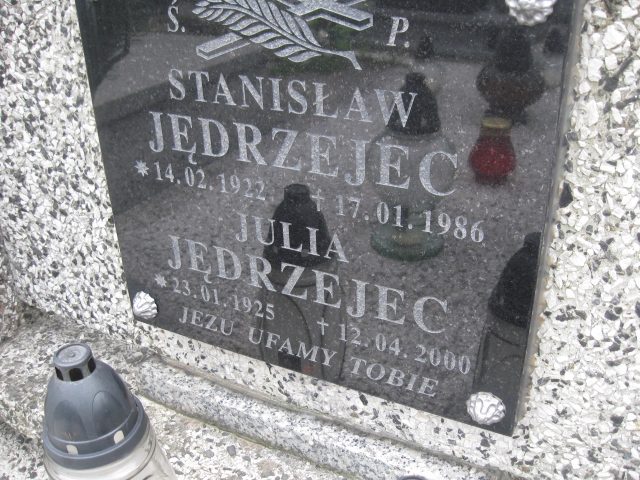 Ś. P.
STANISŁAW
JĘDRZEJEC
* 14.02.1922 + 17.01.1986
JULIA
JĘDRZEJEC
* 23.01.1925 + 12.04.2000
JEZU UFAMY TOBIE